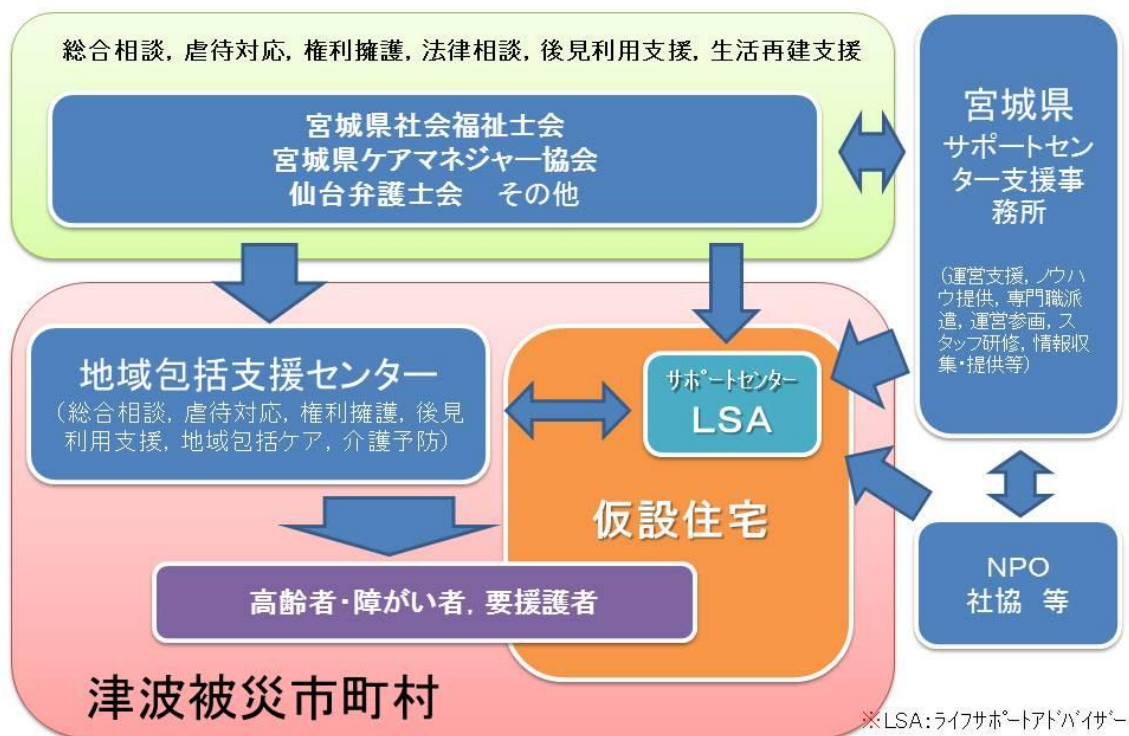 総合相談, 虐待対応, 権利擁護, 法律相談, 後見利用支援, 生活再建支援
宮城県社会福祉士会
宮城県ケアマネジャー協会
仙台弁護士会 その他
宮城県
サポートセン
ター支援事
務所
(運営支援, ノウハ
ウ提供, 専門職派
遣, 運営参画, ス
タッフ研修, 情報収
集・提供等)
地域包括支援センター
(総合相談, 虐待対応, 権利擁護, 後見
利用支援, 地域包括ケア, 介護予防)
サポートセンター
LSA
仮設住宅
高齢者・障がい者, 要援護者
NPO
社協 等
津波被災市町村
※LSA:ライフサポートアドバイザー